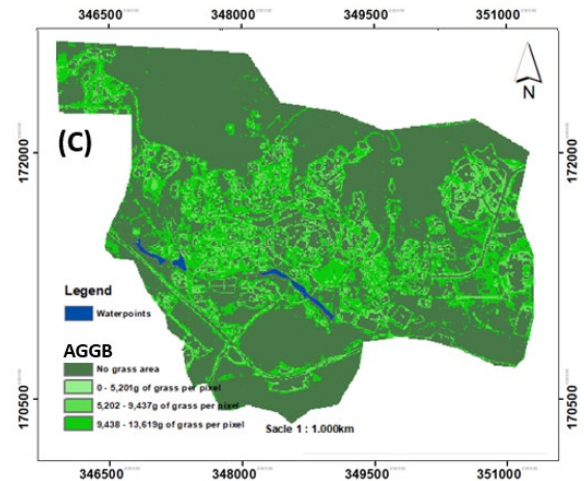 346500 348000 349500 351000
N
(C)
172000 172000
Legend
Waterpoints
AGGB
No grass area
0 - 5,201g of grass per pixel
5,202 - 9,437g of grass per pixel
9,438 - 13,619g of grass per pixel
Sacle 1 : 1.000km
170500 170500
346500 348000 349500 351000